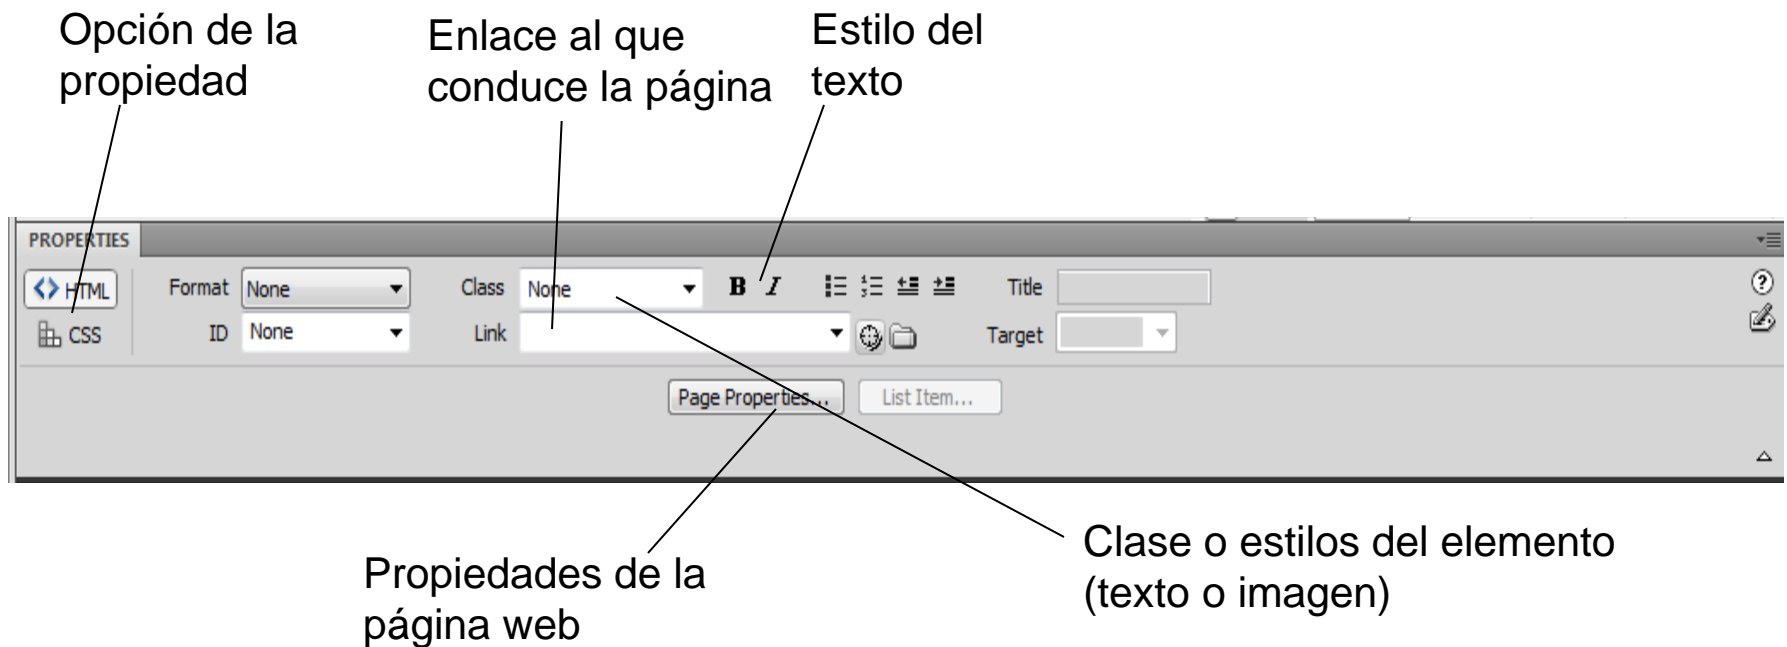 Opción de la
propiedad
Enlace al que
conduce la página
Estilo del
texto
PROPERTIES
HTML Format None Class None B I Title
CSS ID None Link Target
Page Properties... List Item...
Propiedades de la
página web
Clase o estilos del elemento
(texto o imagen)